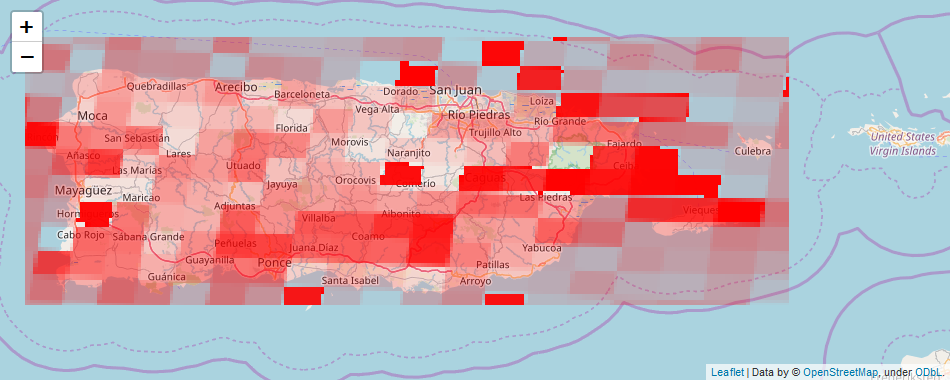 +
−
Quebradillas
Arecibo
Barceloneta
Dorado
San Juan
Moca
Vega Alta
Río Piedras
Loíza
Río Grande
Florida
Trujillo Alto
San Sebastián
Morovis
Fajardo
United States
Virgin Islands
Añasco
Lares
Naranjito
Culebra
Las Marías
Utuado
Ceiba
Mayagüez
Jayuya
Orocovis
Comerío
Caguas
Maricao
Adjuntas
Las Piedras
Hormigueros
Villalba
Aibonito
Vieques
Cabo Rojo
Sábana Grande
Peñuelas
Juana Díaz
Coamo
Yabucoa
Guayanilla
Ponce
Patillas
Guánica
Santa Isabel
Arroyo
Leaflet | Data by © OpenStreetMap, under ODbL.